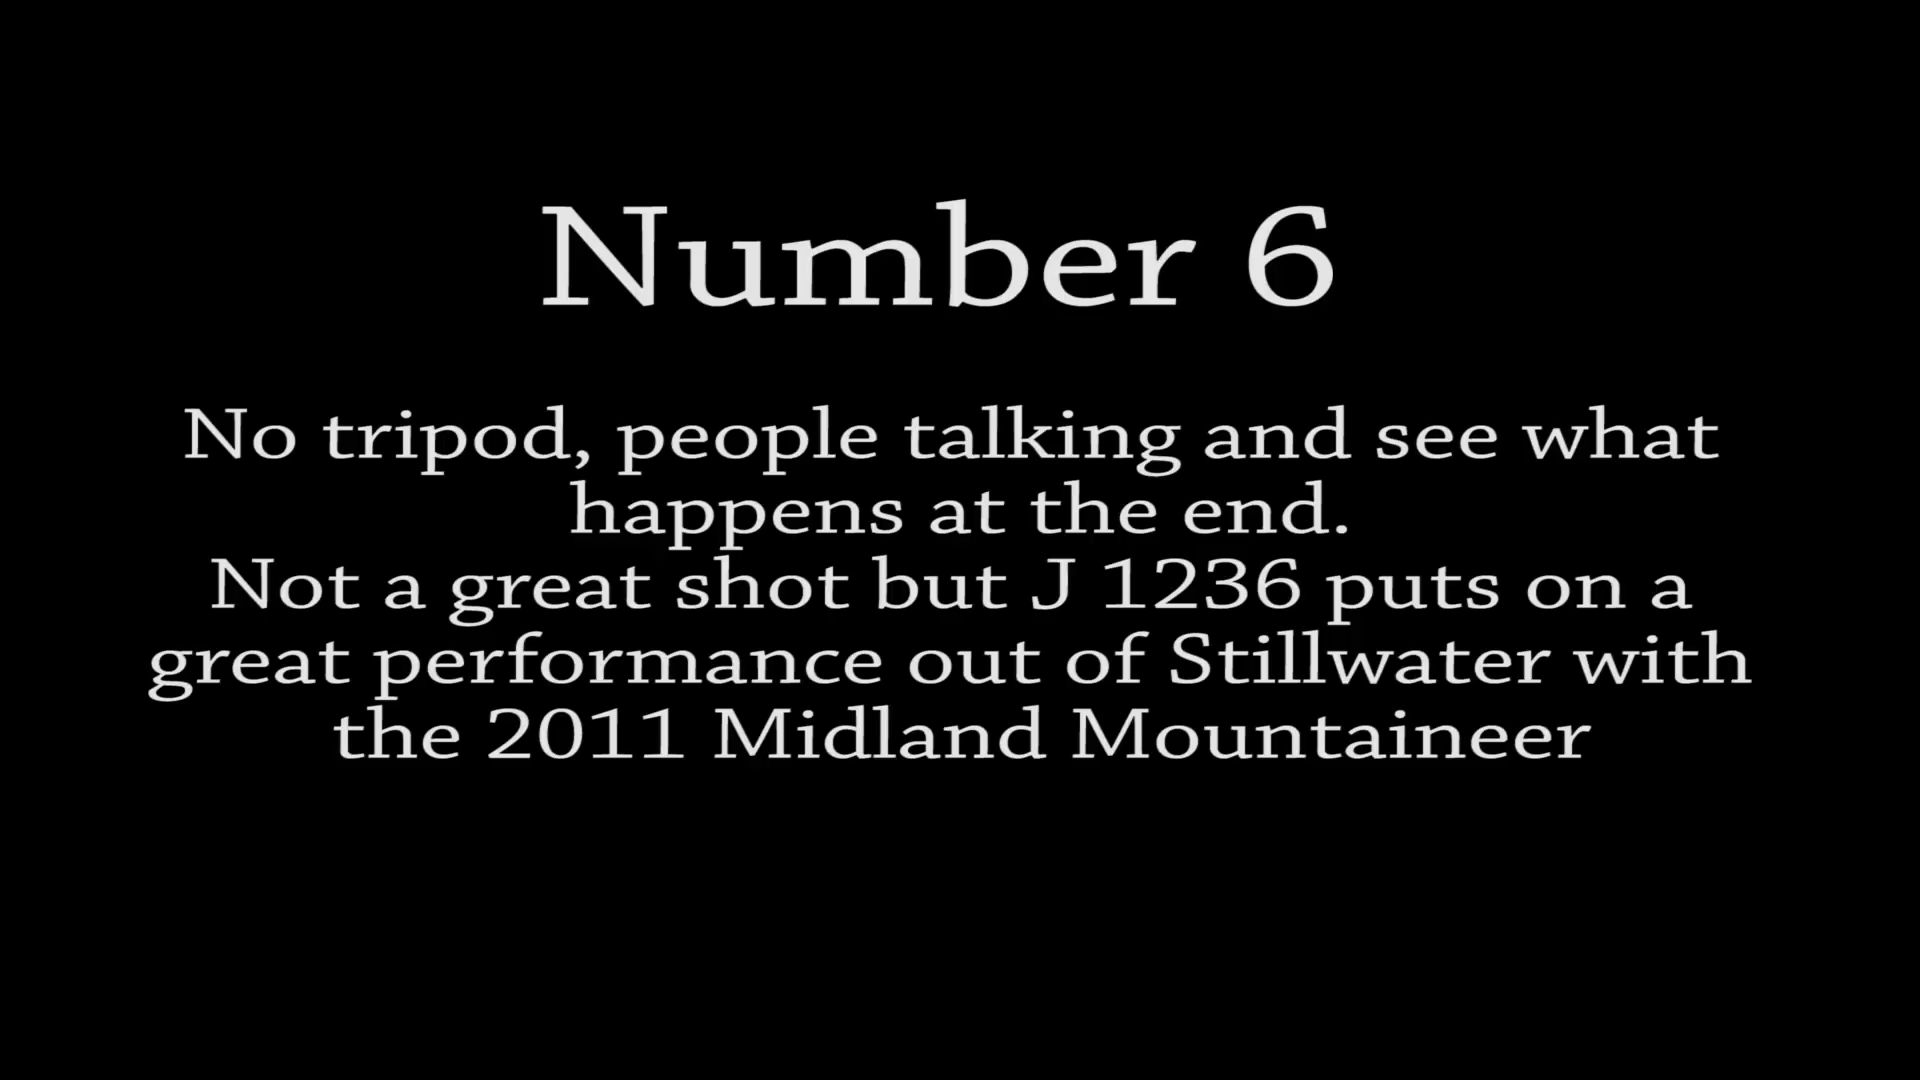 Number 6
No tripod, people talking and see what
happens at the end.
Not a great shot but J 1236 puts on a
great performance out of Stillwater with
the 2011 Midland Mountaineer